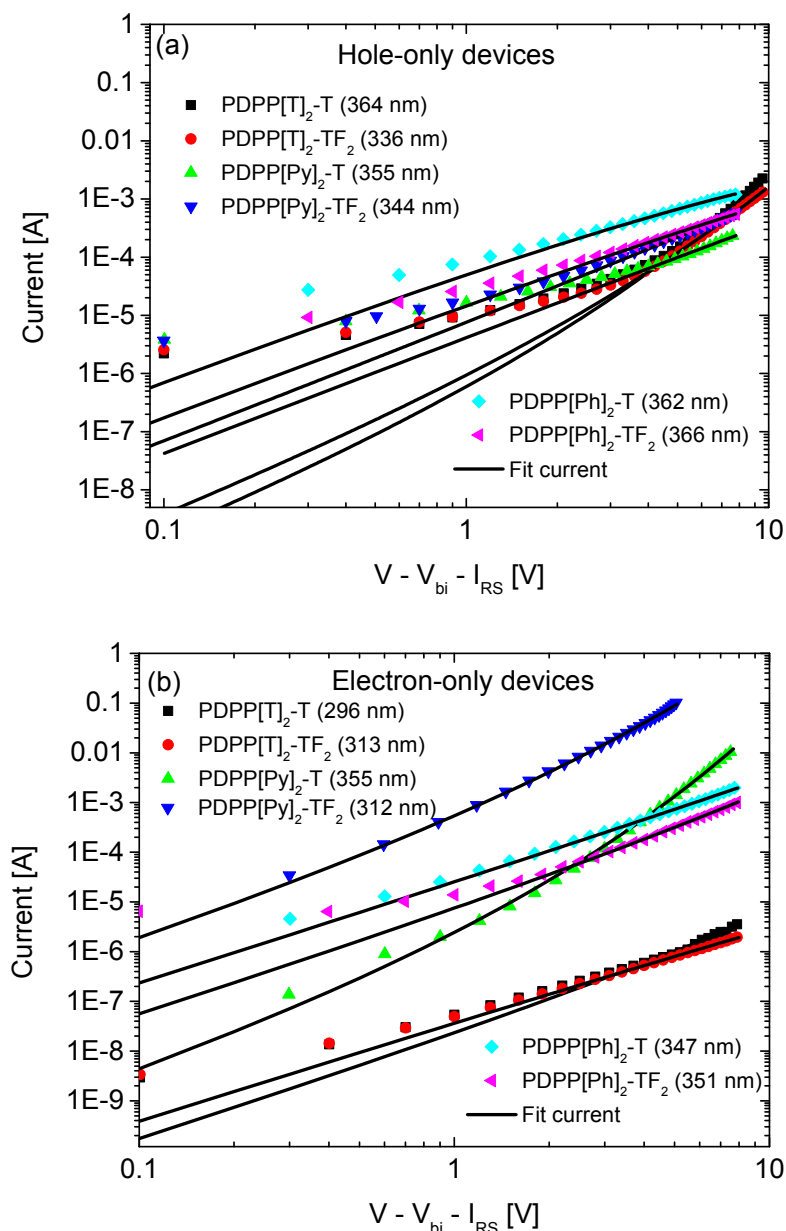 (a)
Hole-only devices
PDPP[T]₂-T (364 nm)
PDPP[T]₂-TF₂ (336 nm)
PDPP[Py]₂-T (355 nm)
PDPP[Py]₂-TF₂ (344 nm)
PDPP[Ph]₂-T (362 nm)
PDPP[Ph]₂-TF₂ (366 nm)
Fit current
Current [A]
1
0.1
0.01
1E-3
1E-4
1E-5
1E-6
1E-7
1E-8
0.1 1 10
V - V_bi - I_RS [V]
(b)
Electron-only devices
PDPP[T]₂-T (296 nm)
PDPP[T]₂-TF₂ (313 nm)
PDPP[Py]₂-T (355 nm)
PDPP[Py]₂-TF₂ (312 nm)
PDPP[Ph]₂-T (347 nm)
PDPP[Ph]₂-TF₂ (351 nm)
Fit current
Current [A]
1
0.1
0.01
1E-3
1E-4
1E-5
1E-6
1E-7
1E-8
1E-9
0.1 1 10
V - V_bi - I_RS [V]